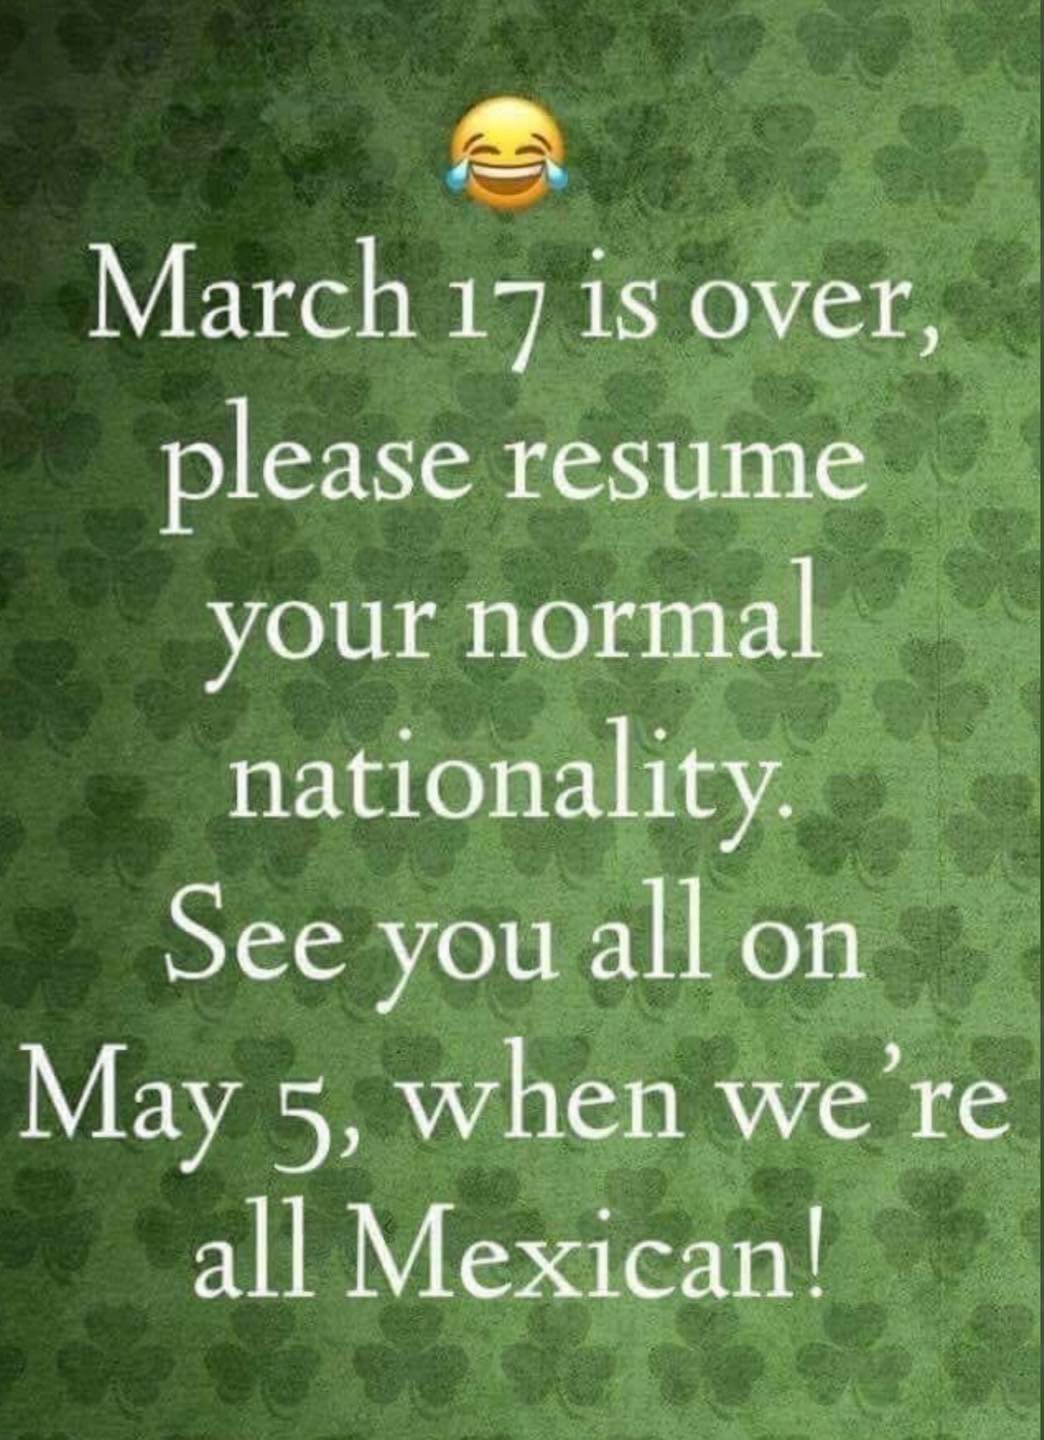 March 17 is over,
please resume
your normal
nationality.
See you all on
May 5, when we’re
all Mexican!